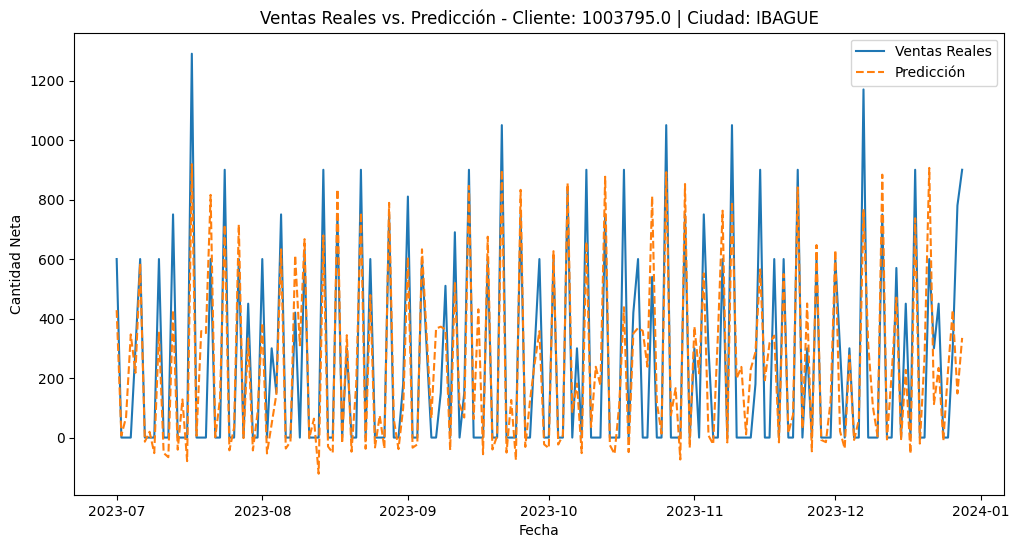 Ventas Reales vs. Predicción - Cliente: 1003795.0 | Ciudad: IBAGUE
Ventas Reales
Predicción
Cantidad Neta
1200
1000
800
600
400
200
0
2023-07
2023-08
2023-09
2023-10
2023-11
2023-12
2024-01
Fecha